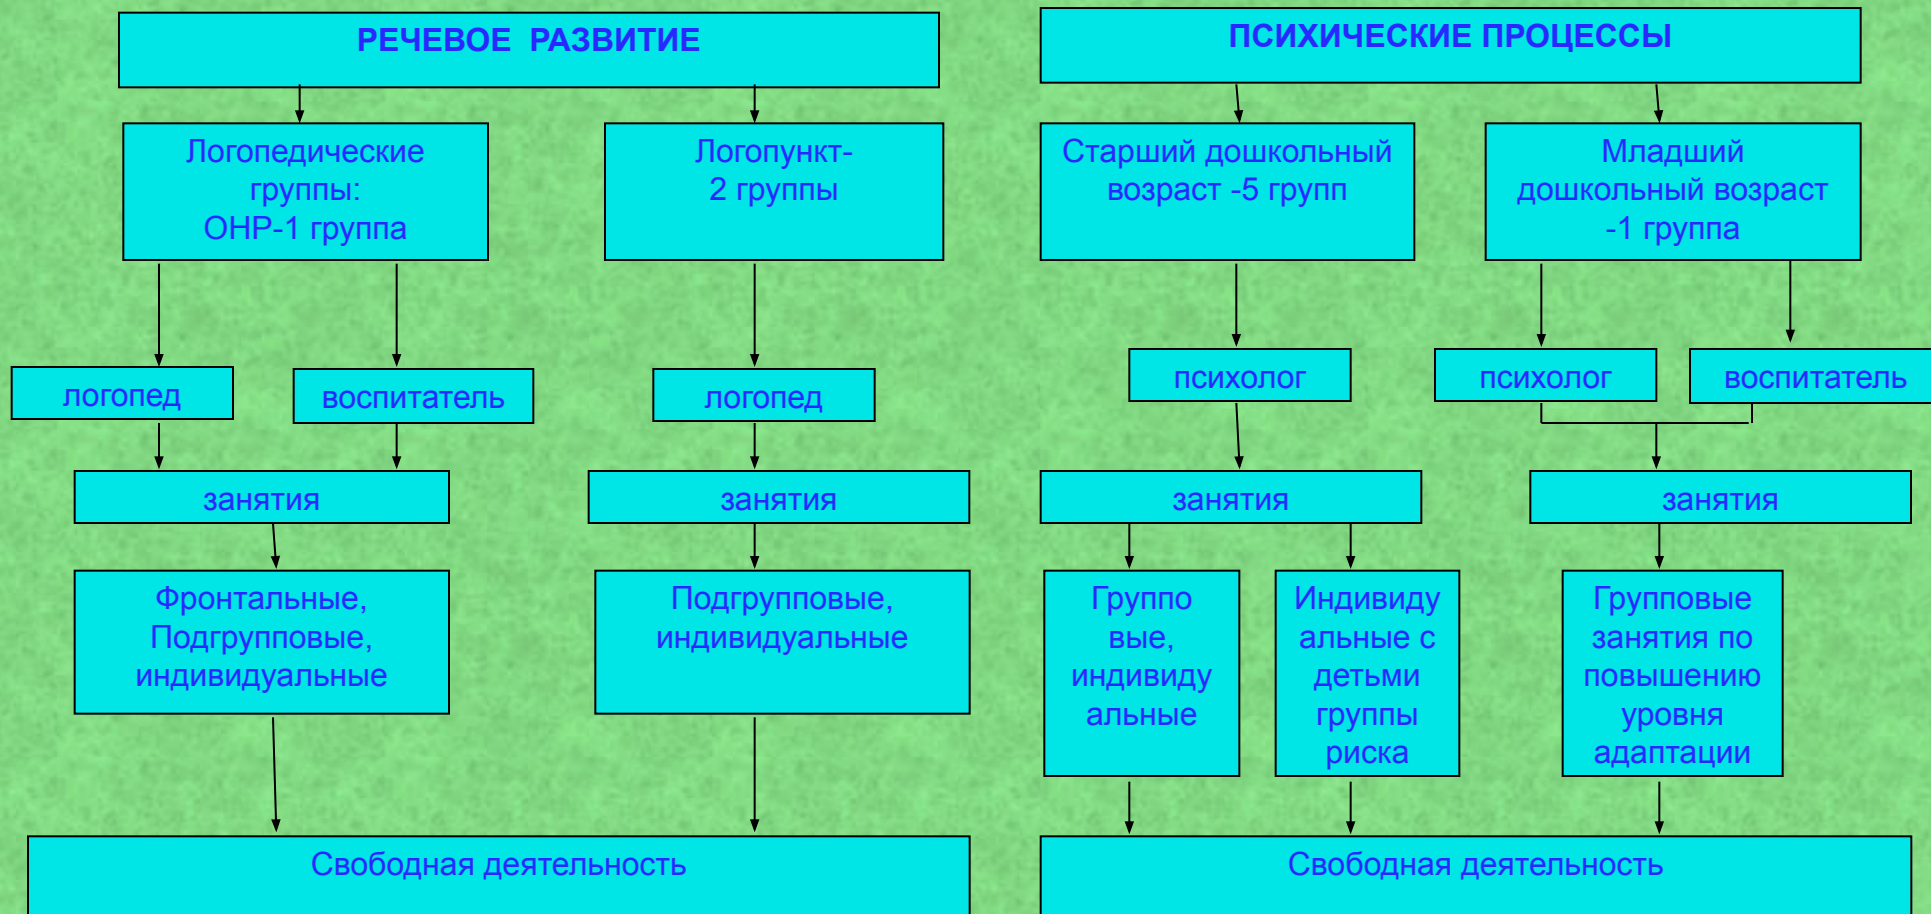 РЕЧЕВОЕ РАЗВИТИЕ
Логопедические
группы:
ОНР-1 группа
Логопункт-
2 группы
логопед
воспитатель
логопед
занятия
занятия
Фронтальные,
Подгрупповые,
индивидуальные
Подгрупповые,
индивидуальные
Свободная деятельность
ПСИХИЧЕСКИЕ ПРОЦЕССЫ
Старший дошкольный
возраст -5 групп
Младший
дошкольный возраст
-1 группа
психолог
психолог
воспитатель
занятия
занятия
Группо
вые,
индивиду
альные
Индивиду
альные с
детьми
группы
риска
Групповые
занятия по
повышению
уровня
адаптации
Свободная деятельность